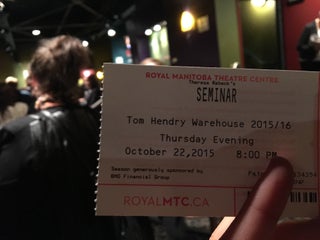 ROYAL MANITOBA THEATRE CENTRE
Theresa Rebeck's
SEMINAR
Tom Hendry Warehouse 2015/16
Thursday Evening
October 22,2015 8:00 PM
Season generously sponsored by
BMO Financial Group
ROYALMTC.CA